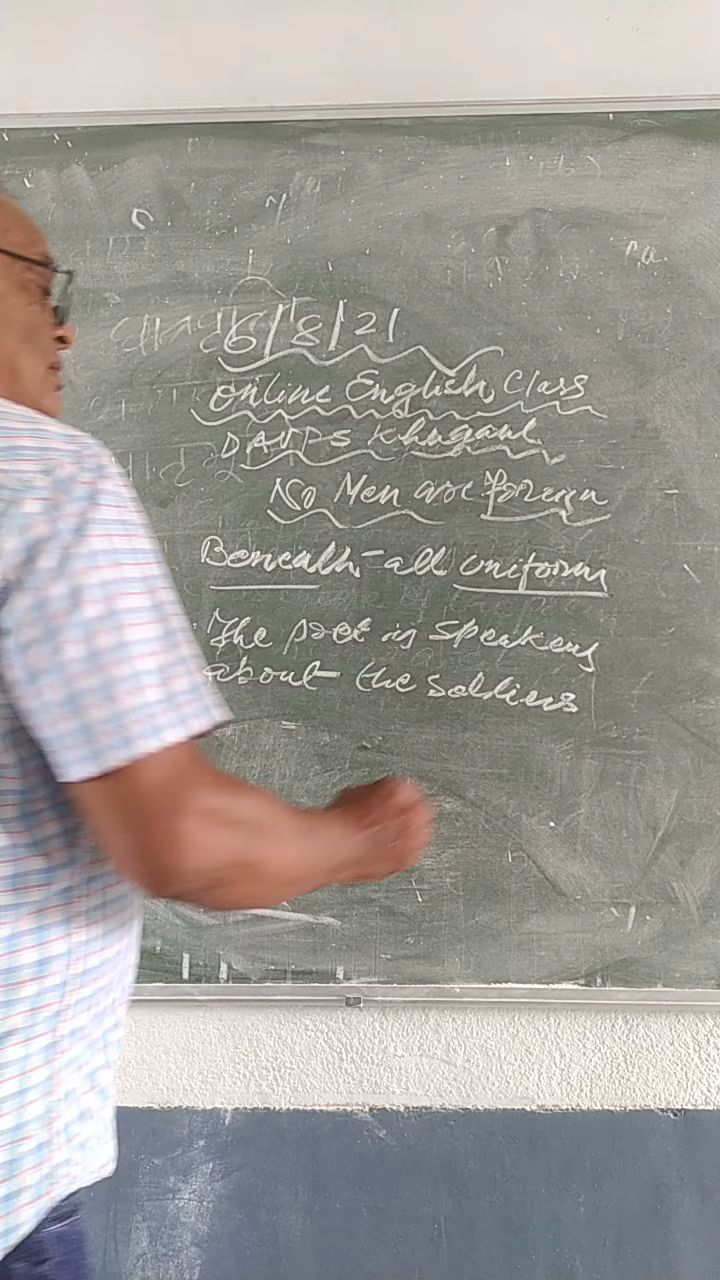 6/8/21
Online English Class
DAVPS Khagaul
No Men are foreign
Beneath all uniform
The poet is speaking
about the soldiers